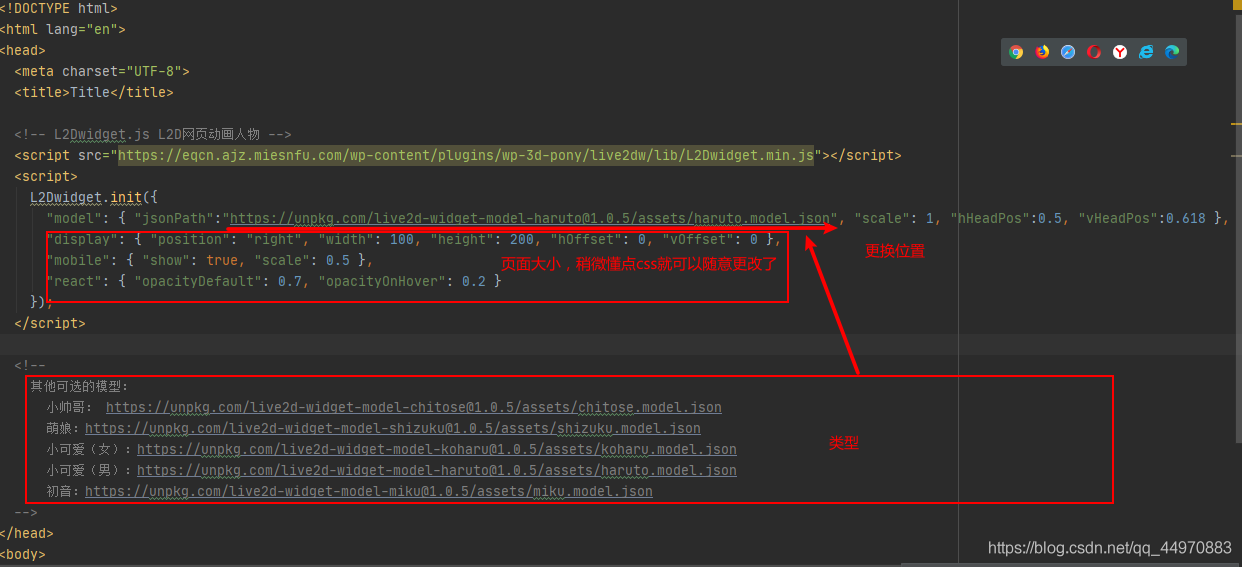 <!DOCTYPE html>
<html lang="en">
<head>
<meta charset="UTF-8">
<title>Title</title>
<!-- L2Dwidget.js L2D网页动画人物 -->
<script src="https://eqcn.ajz.miesnfu.com/wp-content/plugins/wp-3d-pony/live2dw/lib/L2Dwidget.min.js"></script>
<script>
L2Dwidget.init({
"model": { "jsonPath":"https://unpkg.com/live2d-widget-model-haruto@1.0.5/assets/haruto.model.json", "scale": 1, "hHeadPos":0.5, "vHeadPos":0.618 },
"display": { "position": "right", "width": 100, "height": 200, "hOffset": 0, "vOffset": 0 },
更换位置
"mobile": { "show": true, "scale": 0.5 },
页面大小，稍微懂点css就可以随意更改了
"react": { "opacityDefault": 0.7, "opacityOnHover": 0.2 }
});
</script>
<!--
其他可选的模型:
小帅哥: https://unpkg.com/live2d-widget-model-chitose@1.0.5/assets/chitose.model.json
萌娘: https://unpkg.com/live2d-widget-model-shizuku@1.0.5/assets/shizuku.model.json
类型
小可爱（女）: https://unpkg.com/live2d-widget-model-koharu@1.0.5/assets/koharu.model.json
小可爱（男）: https://unpkg.com/live2d-widget-model-haruto@1.0.5/assets/haruto.model.json
初音: https://unpkg.com/live2d-widget-model-miku@1.0.5/assets/miku.model.json
-->
</head>
<body>
https://blog.csdn.net/qq_44970883